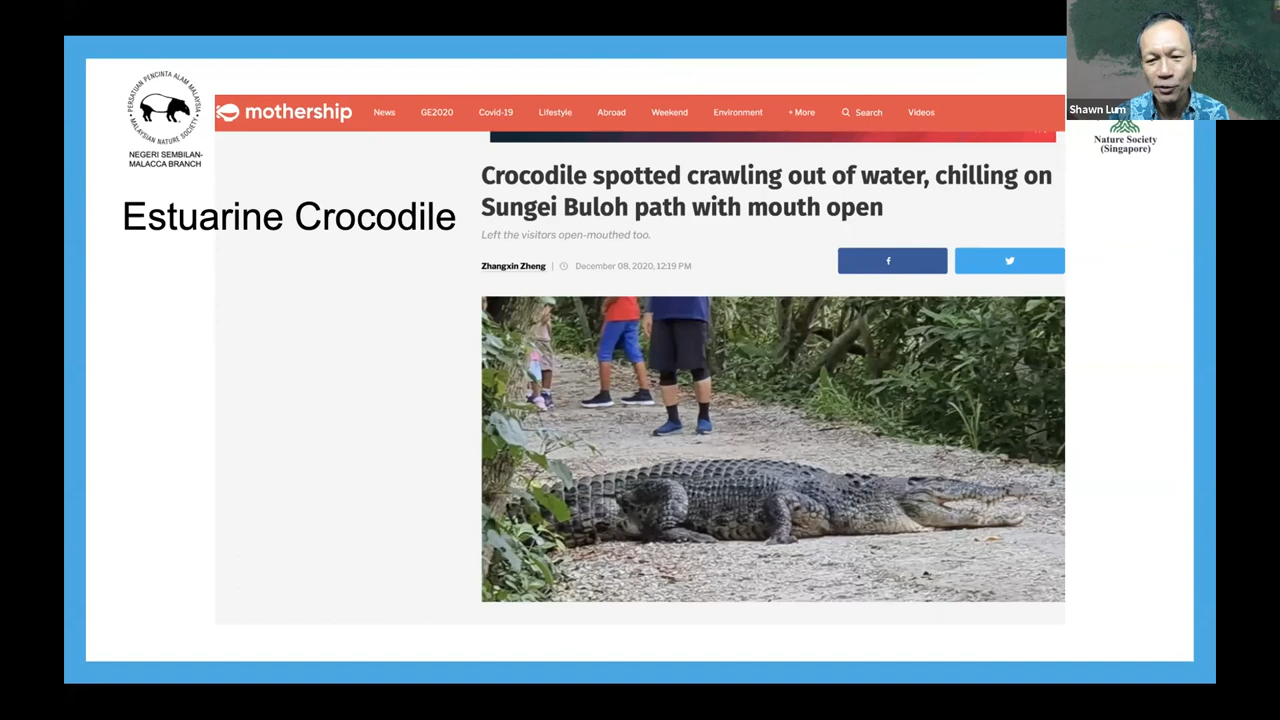 PERSATUAN PENCINTA ALAM MALAYSIA
MALAYSIAN NATURE SOCIETY
NEGERI SEMBILAN-
MALACCA BRANCH
Estuarine Crocodile
mothership
News
GE2020
Covid-19
Lifestyle
Abroad
Weekend
Environment
+ More
Search
Videos
Crocodile spotted crawling out of water, chilling on
Sungei Buloh path with mouth open
Left the visitors open-mouthed too.
Zhangxin Zheng | December 08, 2020, 12:19 PM
f
Shawn Lum
Nature Society
(Singapore)